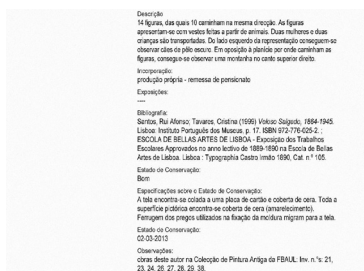 Descrição
14 figuras, das quais 10 caminham na mesma direcção. As figuras
apresentam-se com vestes feitas a partir de animais. Duas mulheres e duas
crianças são transportadas. Do lado esquerdo da representação conseguem-se
observar cães de pêlo escuro. Em oposição à planície por onde caminham as
figuras, consegue-se observar uma montanha no canto superior direito.
Incorporação:
produção própria - remessa de pensionato
Exposições:
----
Bibliografia:
Santos, Rui Afonso; Tavares, Cristina (1999) Veloso Salgado, 1864-1945.
Lisboa: Instituto Português dos Museus, p. 17. ISBN 972-776-025-2. ;
ESCOLA DE BELLAS ARTES DE LISBOA - Exposição dos Trabalhos
Escolares Approvados no anno lectivo de 1889-1890 na Escola de Bellas
Artes de Lisboa. Lisboa : Typographia Castro Irmão 1890, Cat. n.º 105.
Estado de Conservação:
Bom
Especificações sobre o Estado de Conservação:
A tela encontra-se colada a uma placa de cartão e coberta de cera. Toda a
superfície pictórica encontra-se coberta de cera (amarelecimento).
Ferrugem dos pregos utilizados na fixação da moldura migram para a tela.
Estado de Conservação:
02-03-2013
Observações:
obras deste autor na Colecção de Pintura Antiga da FBAUL: Inv. n.ºs: 21,
23, 24, 26, 27, 28, 29, 38.